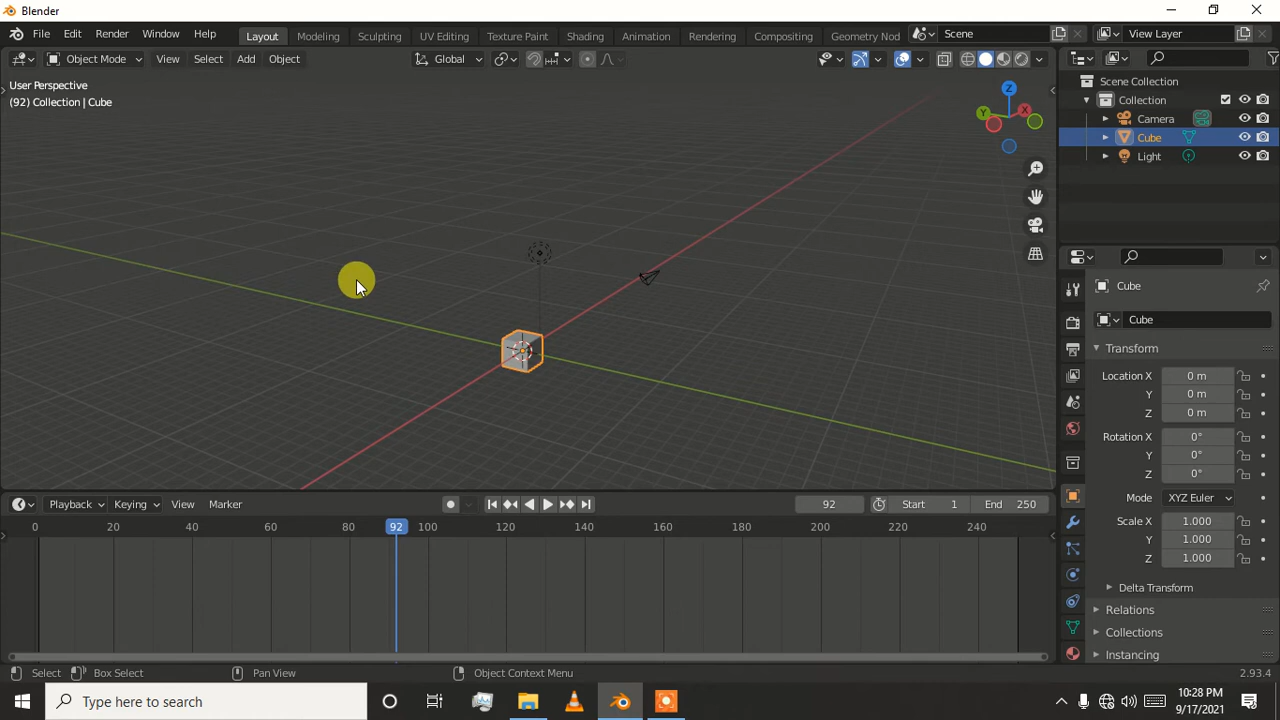 Blender
File Edit Render Window Help Layout Modeling Sculpting UV Editing Texture Paint Shading Animation Rendering Compositing Geometry Nod Scene View Layer
Object Mode View Select Add Object Global
User Perspective
(92) Collection | Cube
Z
Y
X
Scene Collection
Collection
Camera
Cube
Light
Cube
Cube
Transform
Location X 0 m
Y 0 m
Z 0 m
Rotation X 0°
Y 0°
Z 0°
Mode XYZ Euler
Scale X 1.000
Y 1.000
Z 1.000
Delta Transform
Relations
Collections
Instancing
Playback Keying View Marker 92 Start 1 End 250
0 20 40 60 80 92 100 120 140 160 180 200 220 240
Select Box Select Pan View Object Context Menu 2.93.4
Type here to search
10:28 PM
9/17/2021